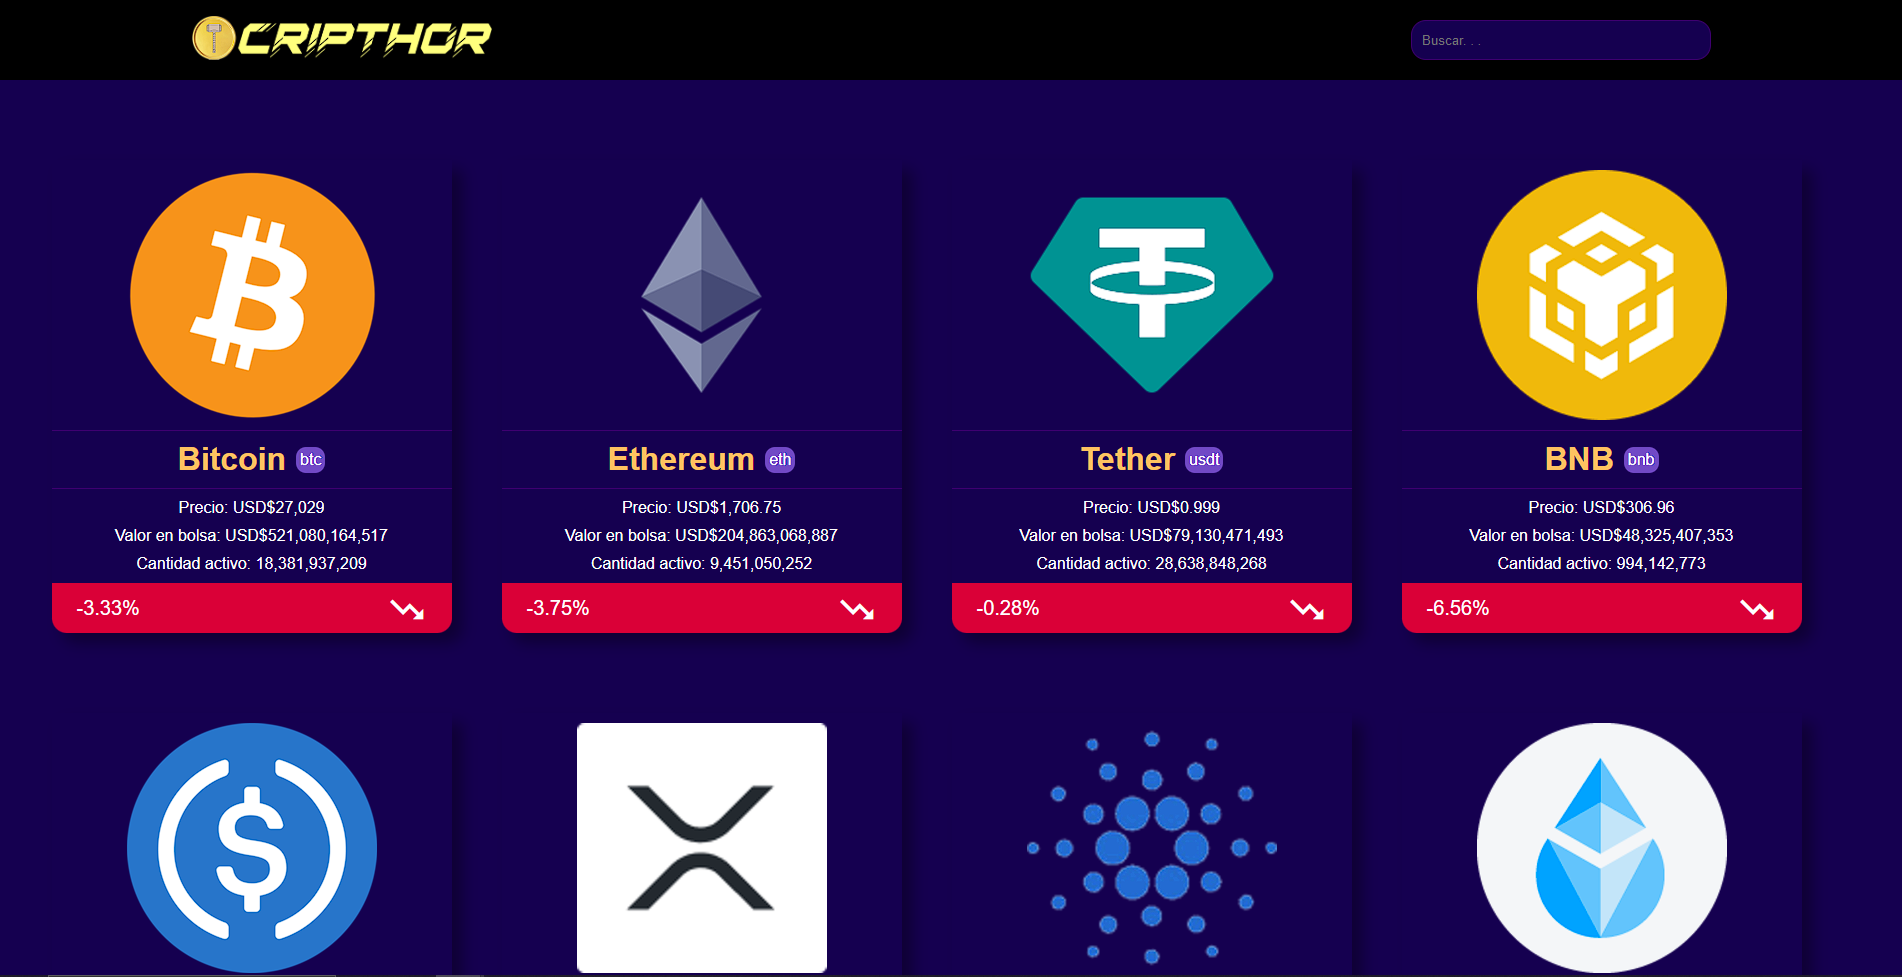 CRIPTHOR
Buscar. . .
Bitcoin btc
Precio: USD$27,029
Valor en bolsa: USD$521,080,164,517
Cantidad activo: 18,381,937,209
-3.33%
Ethereum eth
Precio: USD$1,706.75
Valor en bolsa: USD$204,863,068,887
Cantidad activo: 9,451,050,252
-3.75%
Tether usdt
Precio: USD$0.999
Valor en bolsa: USD$79,130,471,493
Cantidad activo: 28,638,848,268
-0.28%
BNB bnb
Precio: USD$306.96
Valor en bolsa: USD$48,325,407,353
Cantidad activo: 994,142,773
-6.56%